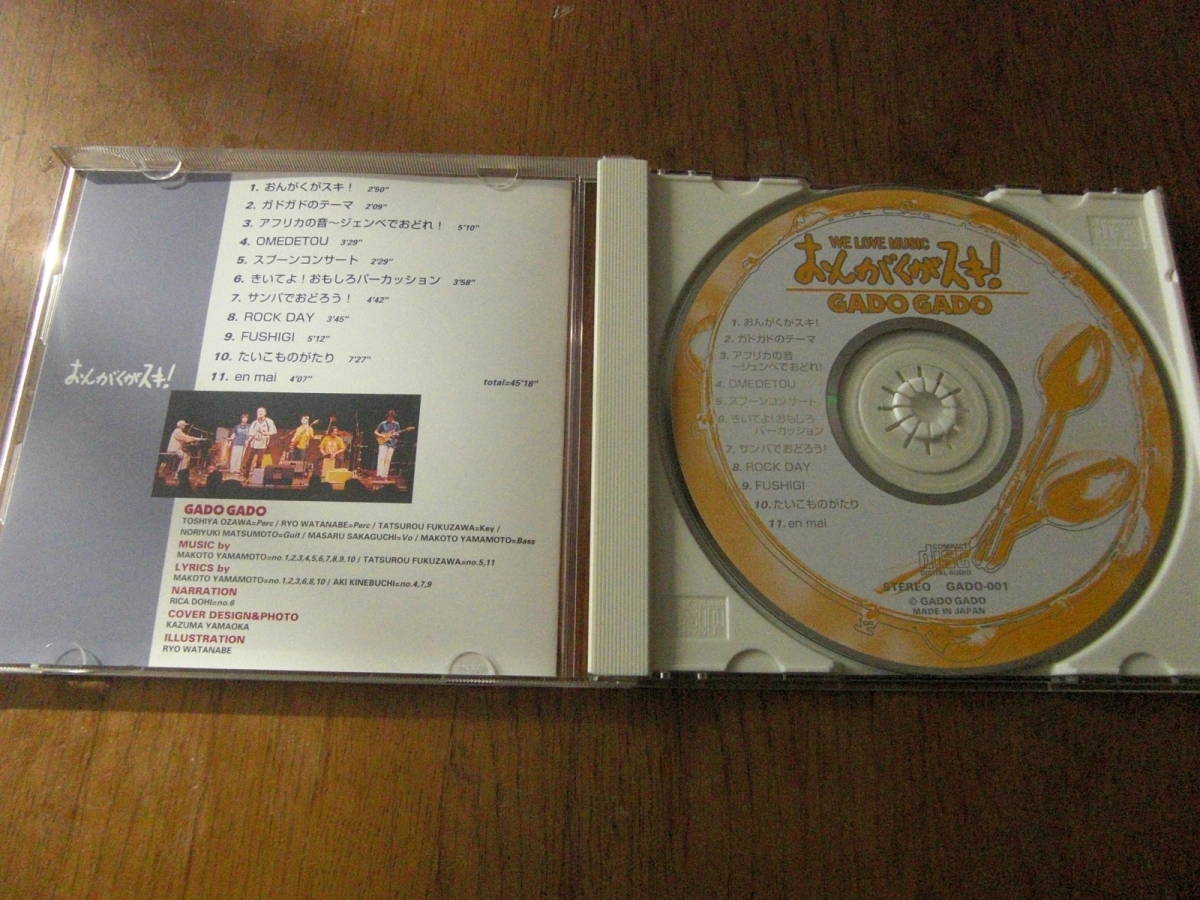 1. おんがくがスキ！ 2'50"
2. ガドガドのテーマ 2'09"
3. アフリカの音〜ジェンベでおどれ！ 5'10"
4. OMEDETOU 3'29"
5. スプーンコンサート 2'29"
6. きいてよ！おもしろパーカッション 3'58"
7. サンバでおどろう！ 4'42"
8. ROCK DAY 3'45"
9. FUSHIGI 5'12"
10. たいこものがたり 7'27"
11. en mai 4'07"
total=45'18"
おんがくがスキ!
GADO GADO
TOSHIYA OZAWA=Perc / RYO WATANABE=Perc / TATSUROU FUKUZAWA=Key /
NORIYUKI MATSUMOTO=Guit / MASARU SAKAGUCHI=Vo / MAKOTO YAMAMOTO=Bass
MUSIC by
MAKOTO YAMAMOTO=no.1,2,3,4,5,6,7,8,9,10 / TATSUROU FUKUZAWA=no.5,11
LYRICS by
MAKOTO YAMAMOTO=no.1,2,3,6,8,10 / AKI KINEBUCHI=no.4,7,9
NARRATION
RICA DOHI=no.6
COVER DESIGN&PHOTO
KAZUMA YAMAOKA
ILLUSTRATION
RYO WATANABE
WE LOVE MUSIC
おんがくがスキ!
GADO GADO
1. おんがくがスキ!
2. ガドガドのテーマ
3. アフリカの音
〜ジェンベでおどれ!
4. OMEDETOU
5. スプーンコンサート
6. きいてよ!おもしろ
パーカッション
7. サンバでおどろう!
8. ROCK DAY
9. FUSHIGI
10. たいこものがたり
11. en mai
COMPACT
disc
DIGITAL AUDIO
STEREO GADO-001
© GADO GADO
MADE IN JAPAN